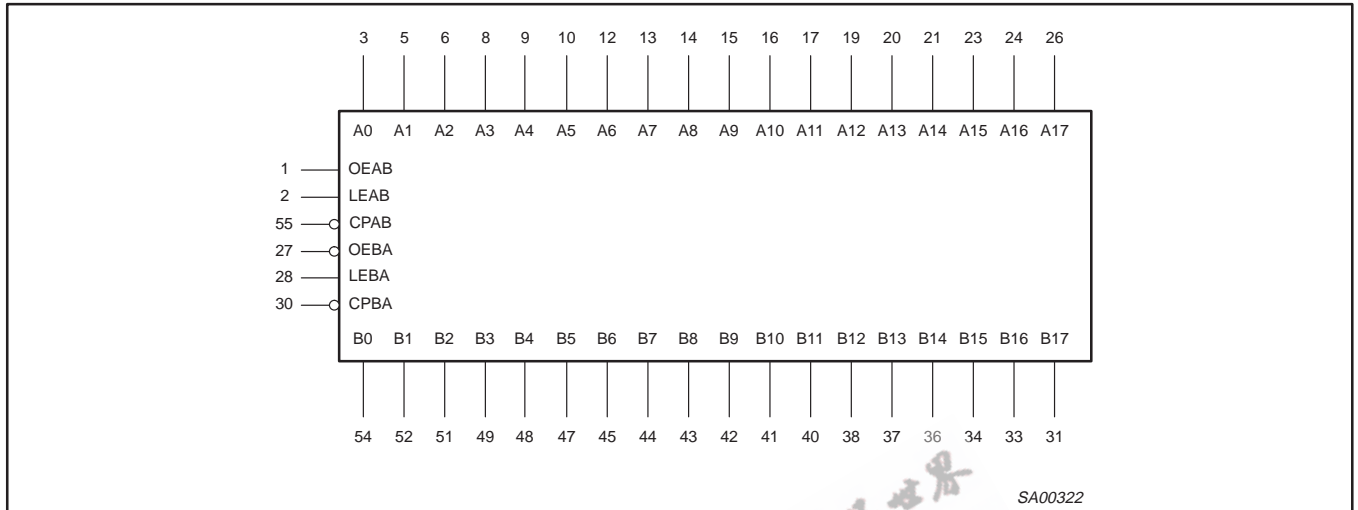 3 5 6 8 9 10 12 13 14 15 16 17 19 20 21 23 24 26
A0 A1 A2 A3 A4 A5 A6 A7 A8 A9 A10 A11 A12 A13 A14 A15 A16 A17
1 OEAB
2 LEAB
55 CPAB
27 OEBA
28 LEBA
30 CPBA
B0 B1 B2 B3 B4 B5 B6 B7 B8 B9 B10 B11 B12 B13 B14 B15 B16 B17
54 52 51 49 48 47 45 44 43 42 41 40 38 37 36 34 33 31
世界
SA00322